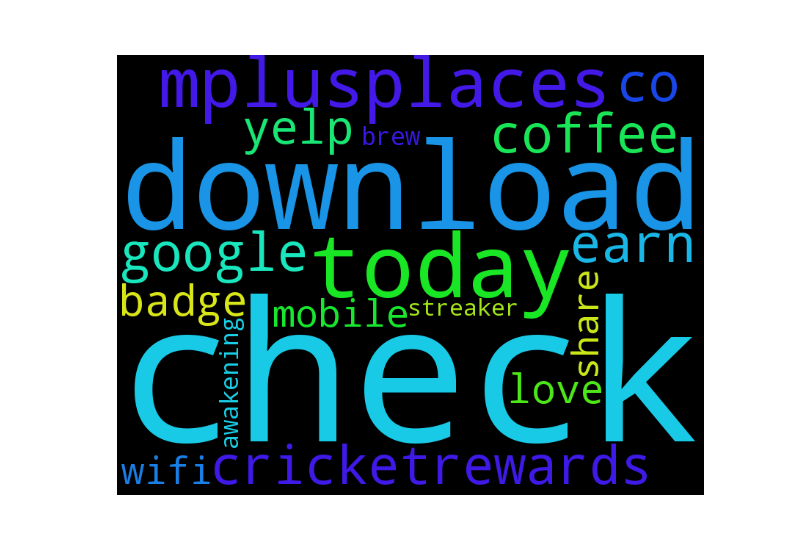 mplusplaces co
yelp brew coffee
download
google today earn
badge mobile streaker share
check
awakening love
wifi cricketrewards